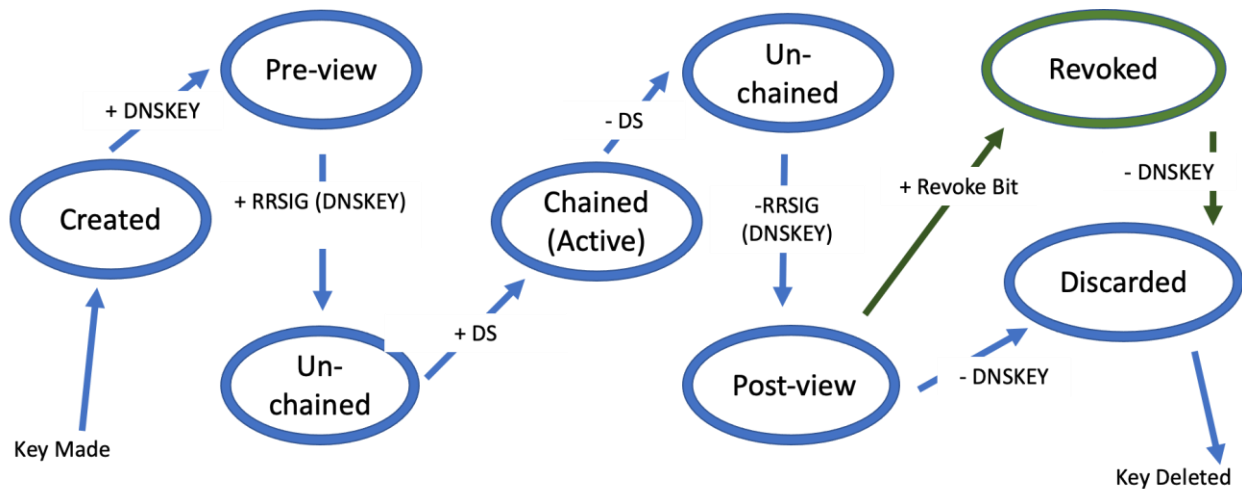 Pre-view
+ DNSKEY
Created
+ RRSIG (DNSKEY)
Un-
chained
Key Made
+ DS
Chained
(Active)
- DS
Un-
chained
-RRSIG
(DNSKEY)
Post-view
+ Revoke Bit
Revoked
- DNSKEY
- DNSKEY
Discarded
Key Deleted